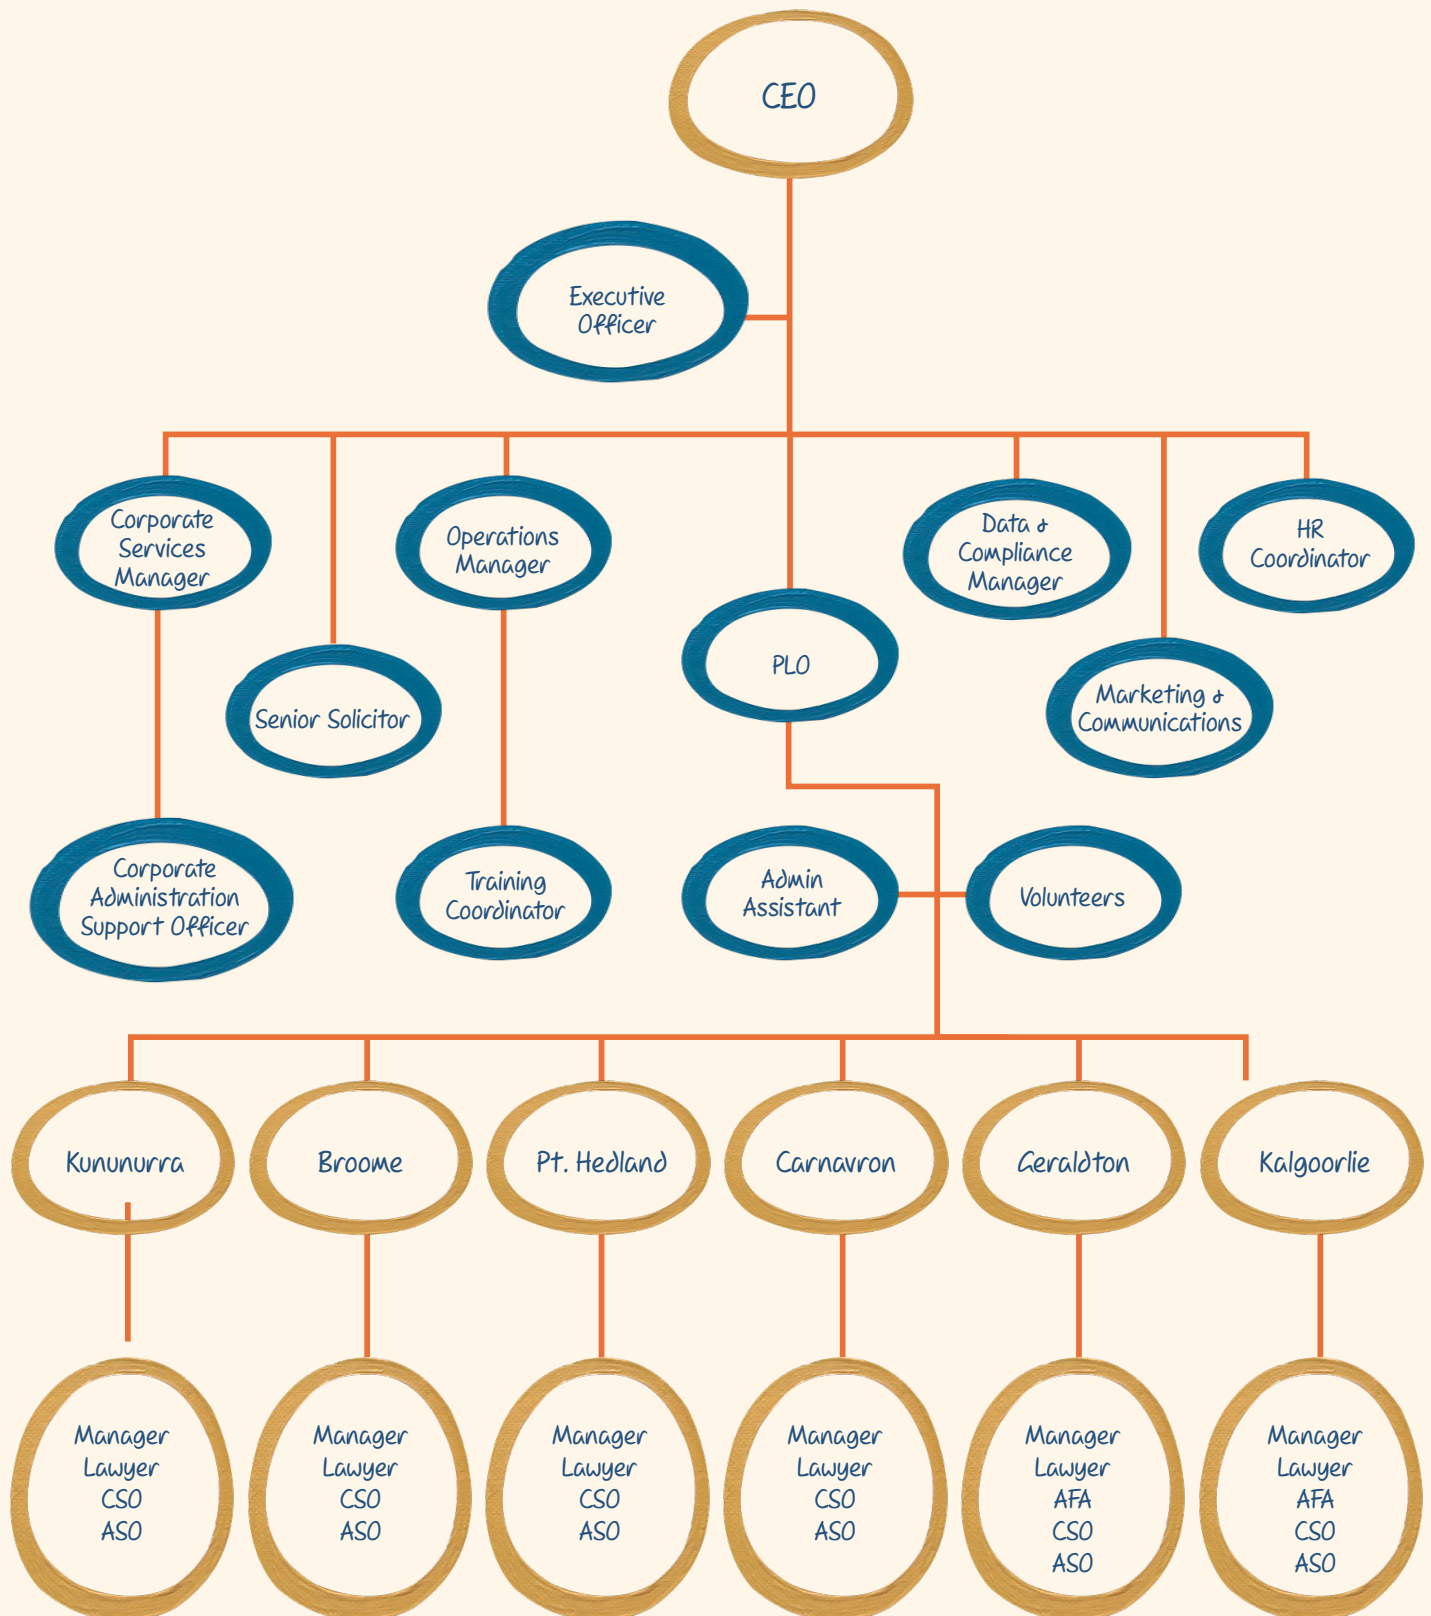 CEO
Executive
Officer
Corporate
Services
Manager
Operations
Manager
Data &
Compliance
Manager
HR
Coordinator
Senior Solicitor
PLO
Marketing &
Communications
Corporate
Administration
Support Officer
Training
Coordinator
Admin
Assistant
Volunteers
Kununurra
Broome
Pt. Hedland
Carnavron
Geraldton
Kalgoorlie
Manager
Lawyer
CSO
ASO
Manager
Lawyer
CSO
ASO
Manager
Lawyer
CSO
ASO
Manager
Lawyer
CSO
ASO
Manager
Lawyer
AFA
CSO
ASO
Manager
Lawyer
AFA
CSO
ASO